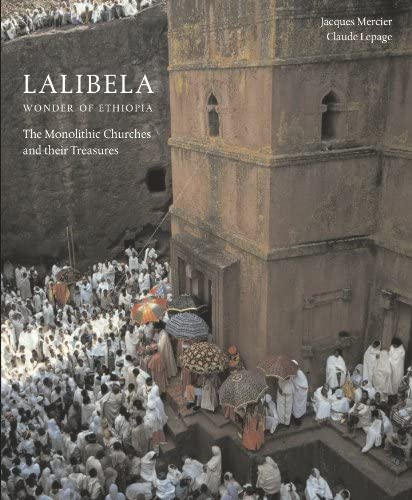 Jacques Mercier
Claude Lepage
LALIBELA
WONDER OF ETHIOPIA
The Monolithic Churches
and their Treasures